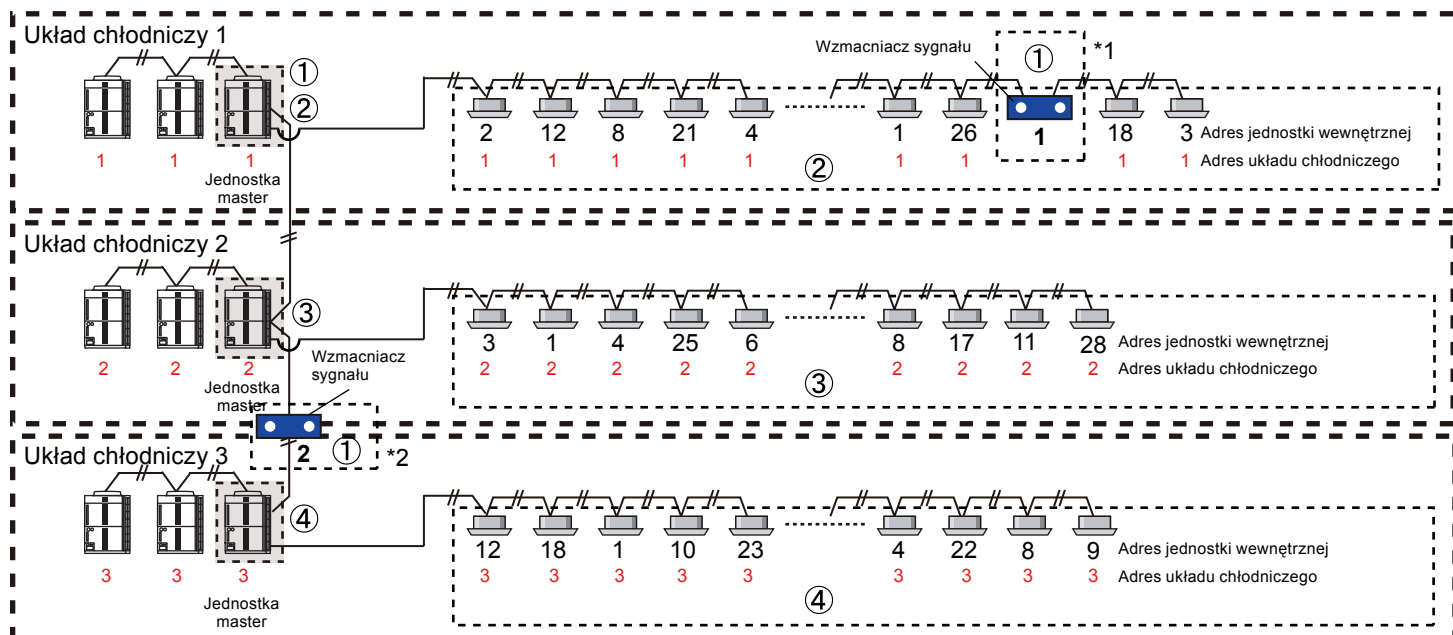 Układ chłodniczy 1
Wzmacniacz sygnału ① *1
①
②
2 12 8 21 4 1 26 1 18 3 Adres jednostki wewnętrznej
1 1 1 1 1 1 1 1 1 1 1 1 Adres układu chłodniczego
②
Jednostka
master
Układ chłodniczy 2
③
3 1 4 25 6 8 17 11 28 Adres jednostki wewnętrznej
2 2 2 2 2 2 2 2 2 2 2 2 Adres układu chłodniczego
③
Wzmacniacz
sygnału
Jednostka
master
2 ① *2
Układ chłodniczy 3
④
12 18 1 10 23 4 22 8 9 Adres jednostki wewnętrznej
3 3 3 3 3 3 3 3 3 3 3 3 Adres układu chłodniczego
④
Jednostka
master